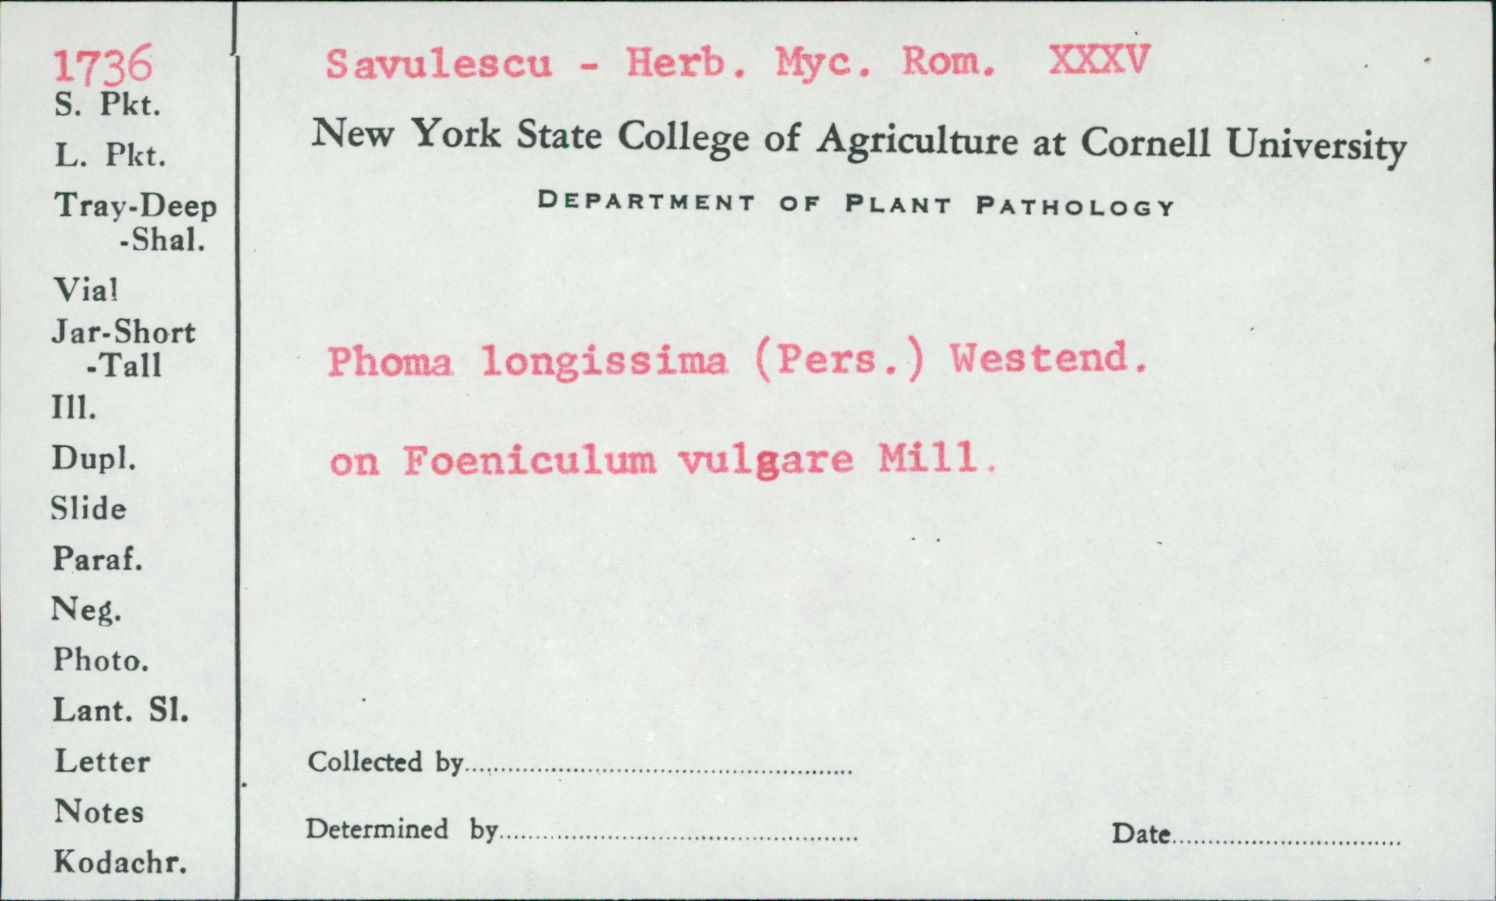 1736
S. Pkt.
L. Pkt.
Tray-Deep
-Shal.
Vial
Jar-Short
-Tall
Ill.
Dupl.
Slide
Paraf.
Neg.
Photo.
Lant. Sl.
Letter
Notes
Kodachr.
Savulescu - Herb. Myc. Rom. XXXV
New York State College of Agriculture at Cornell University
DEPARTMENT OF PLANT PATHOLOGY
Phoma longissima (Pers.) Westend.
on Foeniculum vulgare Mill.
Collected by
Determined by
Date